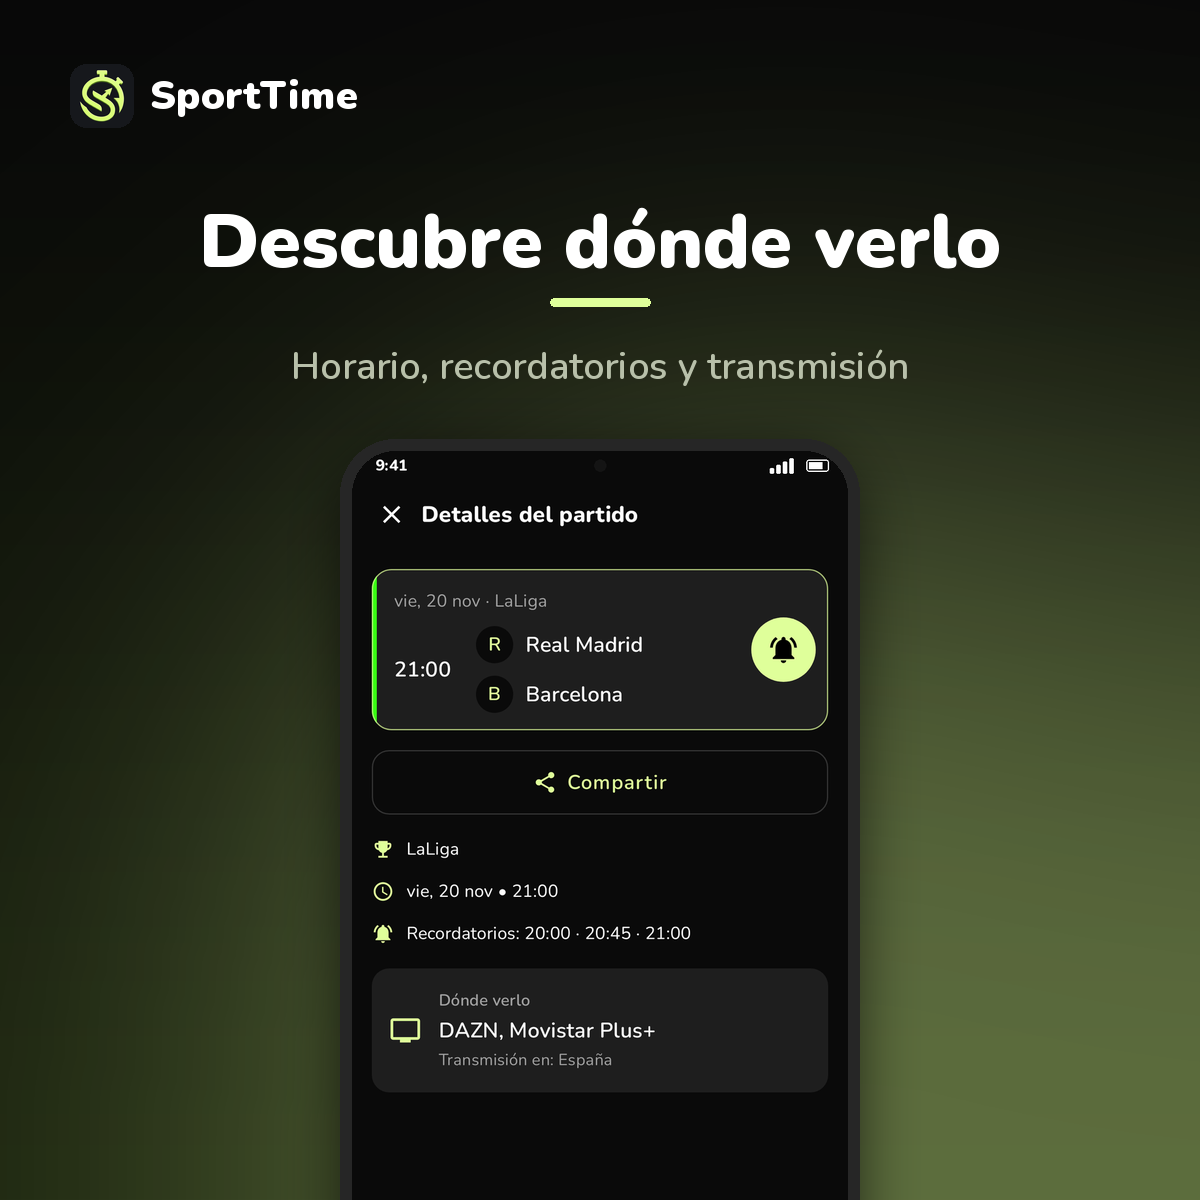 SportTime
Descubre dónde verlo
Horario, recordatorios y transmisión
9:41
Detalles del partido
vie, 20 nov · LaLiga
21:00
R Real Madrid
B Barcelona
Compartir
LaLiga
vie, 20 nov • 21:00
Recordatorios: 20:00 · 20:45 · 21:00
Dónde verlo
DAZN, Movistar Plus+
Transmisión en: España